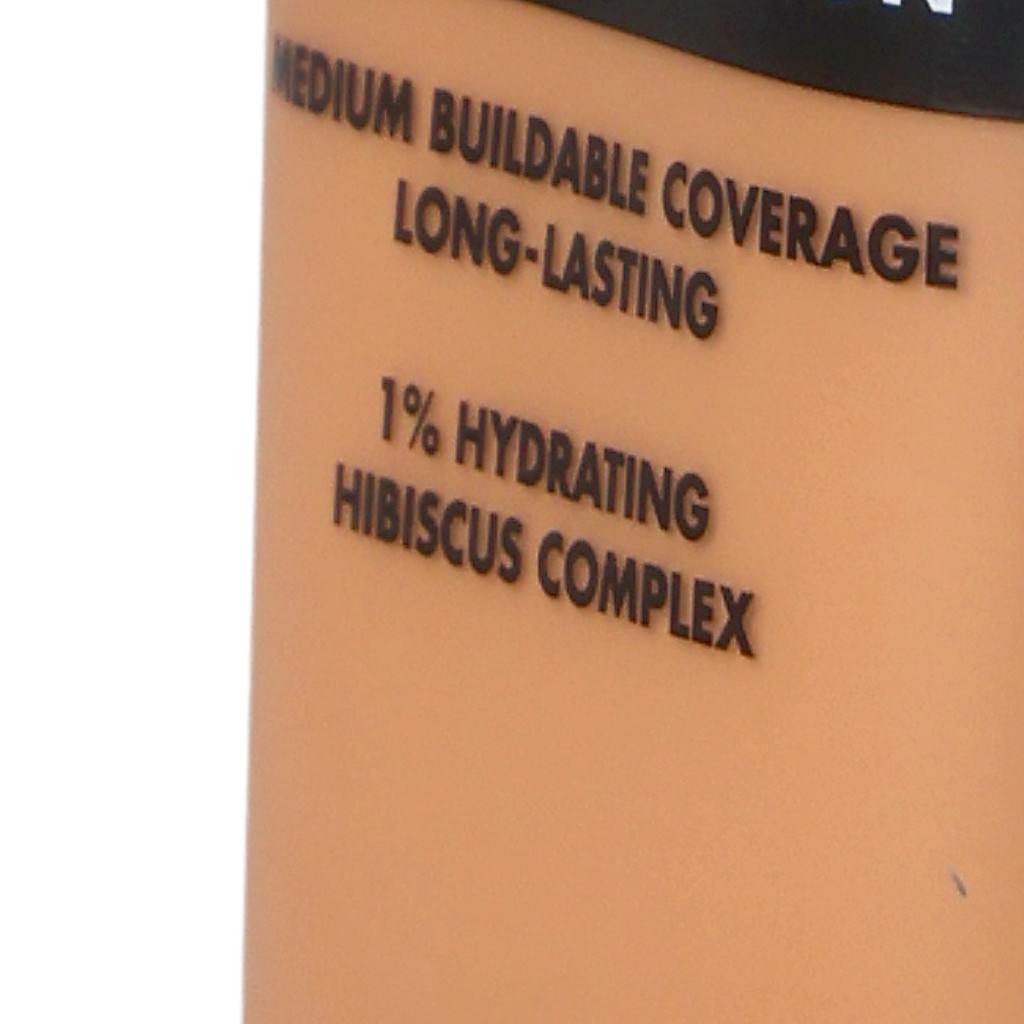 MEDIUM BUILDABLE COVERAGE
LONG-LASTING
1% HYDRATING
HIBISCUS COMPLEX